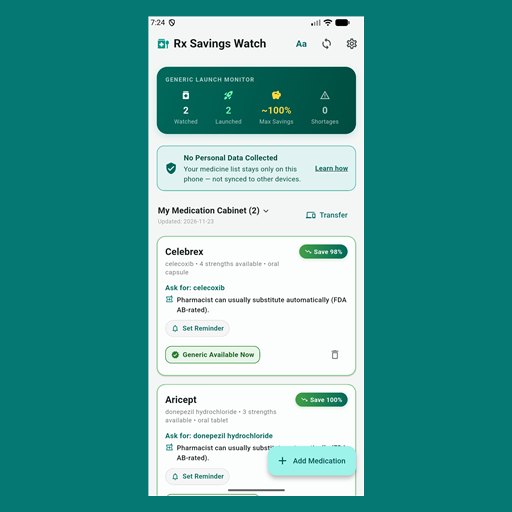 7:24
Rx Savings Watch
Aa
GENERIC LAUNCH MONITOR
2
2
~100%
0
Watched
Launched
Max Savings
Shortages
No Personal Data Collected
Your medicine list stays only on this
phone — not synced to other devices.
Learn how
My Medication Cabinet (2)
Updated: 2026-11-23
Transfer
Celebrex
Save 98%
celecoxib • 4 strengths available • oral
capsule
Ask for: celecoxib
Pharmacist can usually substitute automatically (FDA
AB-rated).
Set Reminder
Generic Available Now
Aricept
Save 100%
donepezil hydrochloride • 3 strengths
available • oral tablet
Ask for: donepezil hydrochloride
Pharmacist can usually
AB-rated).
Add Medication
Set Reminder